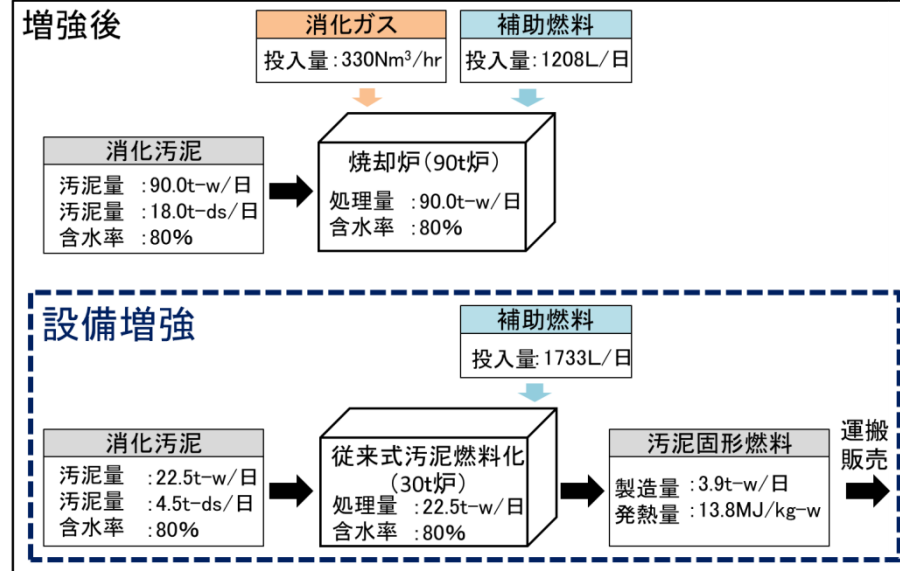 増強後
消化ガス
投入量:330Nm³/hr
補助燃料
投入量:1208L/日
消化汚泥
汚泥量 :90.0t-w/日
汚泥量 :18.0t-ds/日
含水率 :80%
焼却炉(90t炉)
処理量 :90.0t-w/日
含水率 :80%
設備増強
補助燃料
投入量:1733L/日
消化汚泥
汚泥量 :22.5t-w/日
汚泥量 :4.5t-ds/日
含水率 :80%
従来式汚泥燃料化
(30t炉)
処理量 :22.5t-w/日
含水率 :80%
汚泥固形燃料
製造量 :3.9t-w/日
発熱量 :13.8MJ/kg-w
運搬
販売